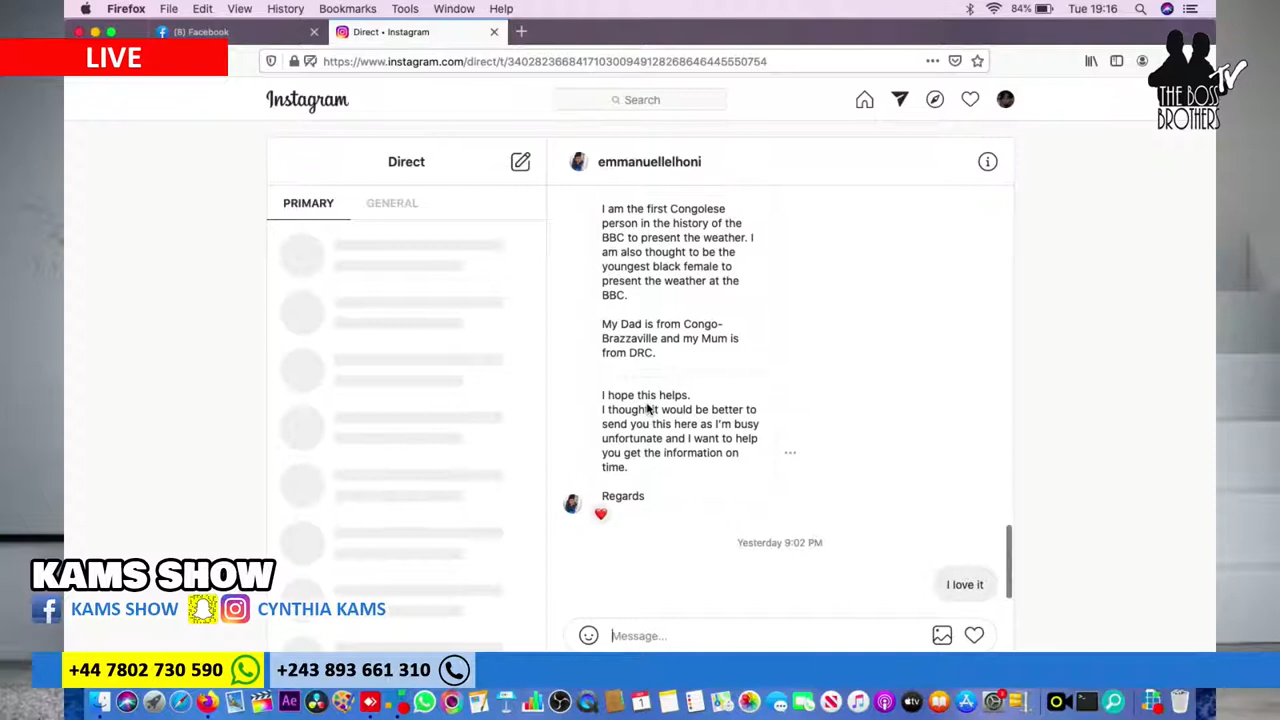 Firefox File Edit View History Bookmarks Tools Window Help
84% Tue 19:16
(8) Facebook
Direct • Instagram
LIVE
https://www.instagram.com/direct/t/340282366841710300949128268646445550754
THE BOSS
BROTHERS
TV
Instagram
Search
Direct
emmanuellelhoni
PRIMARY
GENERAL
I am the first Congolese
person in the history of the
BBC to present the weather. I
am also thought to be the
youngest black female to
present the weather at the
BBC.
My Dad is from Congo-
Brazzaville and my Mum is
from DRC.
I hope this helps.
I thought it would be better to
send you this here as I'm busy
unfortunate and I want to help
you get the information on
time.
Regards
Yesterday 9:02 PM
I love it
Message...
KAMS SHOW
KAMS SHOW
CYNTHIA KAMS
+44 7802 730 590
+243 893 661 310